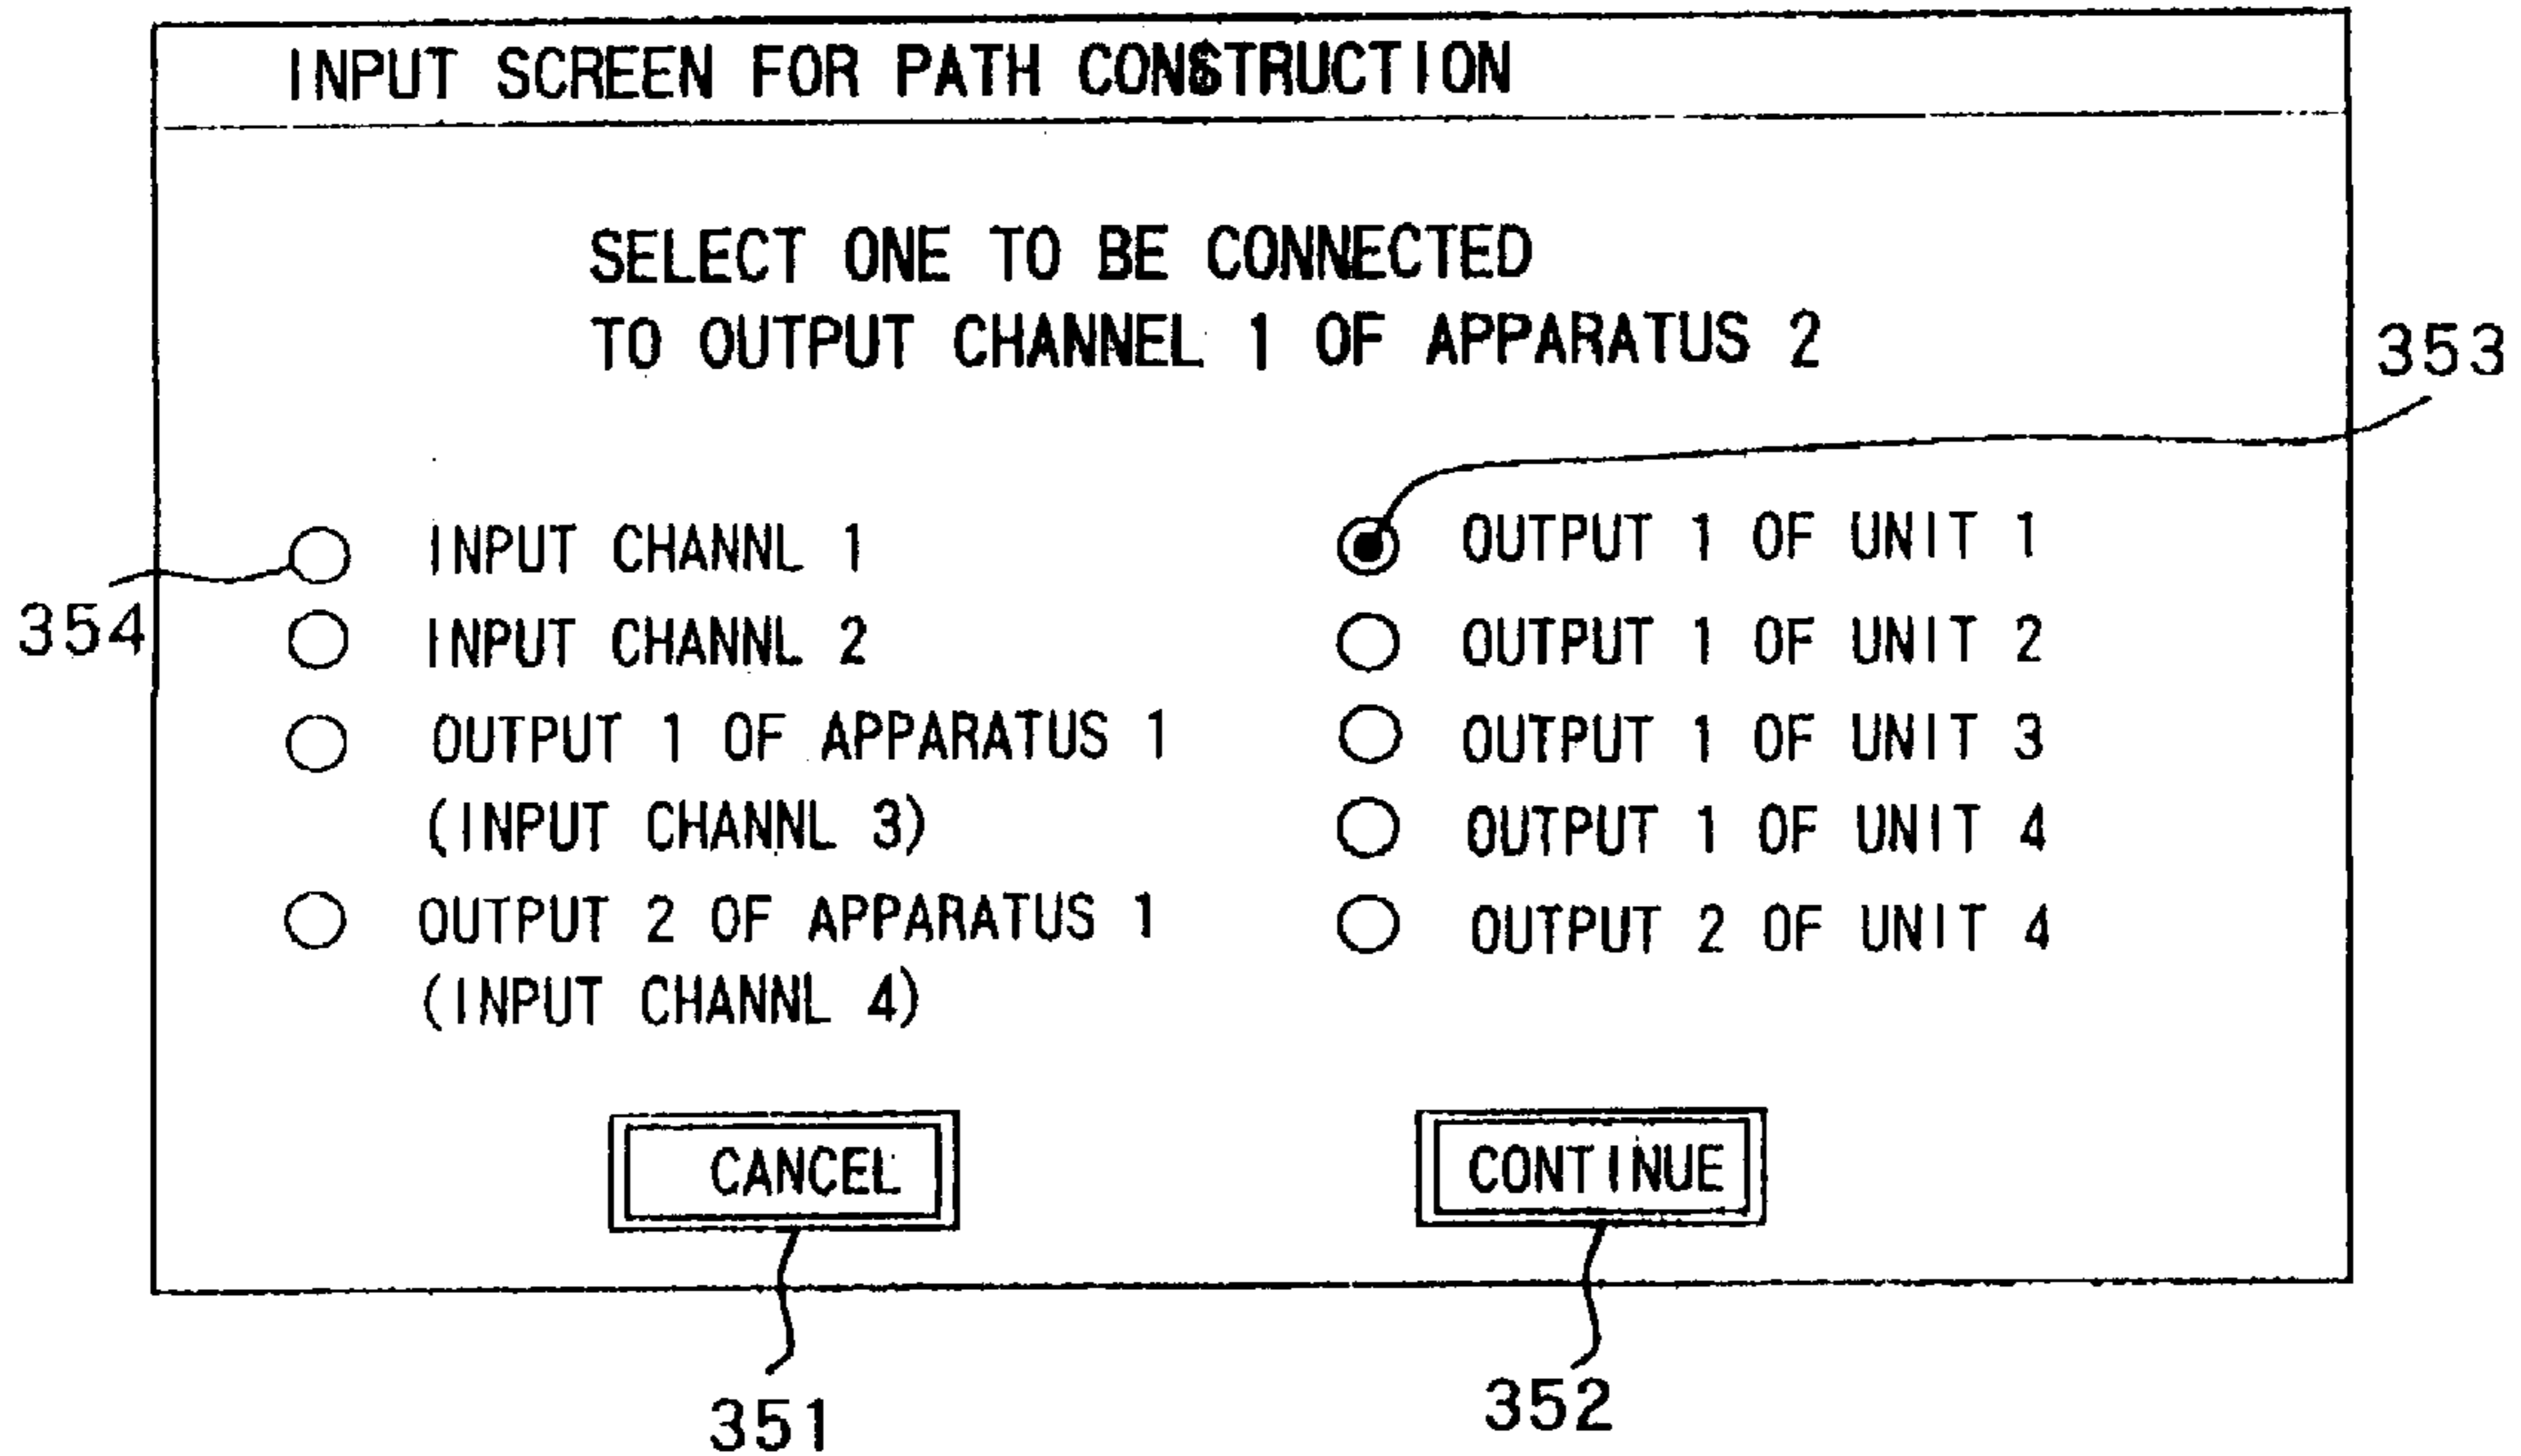 INPUT SCREEN FOR PATH CONSTRUCTION
SELECT ONE TO BE CONNECTED
TO OUTPUT CHANNEL 1 OF APPARATUS 2
353
354
INPUT CHANNL 1
INPUT CHANNL 2
OUTPUT 1 OF APPARATUS 1
(INPUT CHANNL 3)
OUTPUT 2 OF APPARATUS 1
(INPUT CHANNL 4)
OUTPUT 1 OF UNIT 1
OUTPUT 1 OF UNIT 2
OUTPUT 1 OF UNIT 3
OUTPUT 1 OF UNIT 4
OUTPUT 2 OF UNIT 4
CANCEL
CONTINUE
351
352